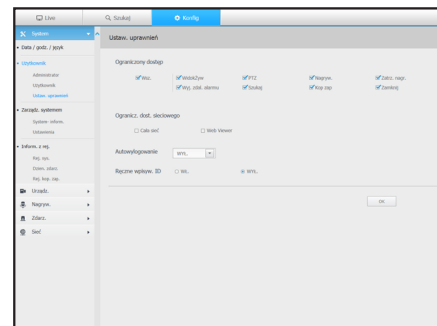 Live
Szukaj
Konfig
System
Ustaw. uprawnień
Data / godz. / język
Użytkownik
Administrator
Użytkownik
Ustaw. uprawnień
Zarządz. systemem
System- inform.
Ustawienia
Inform. z rej.
Rej. sys.
Dzien. zdarz.
Rej. kop. zap.
Urządz.
Nagryw.
Zdarz.
Sieć
Ograniczony dostęp
Wsz.
WidokŻyw
PTZ
Nagryw.
Zatrz. nagr.
Wyj. zdal. alarmu
Szukaj
Kop zap
Zamknij
Ogranicz. dost. sieciowego
Cała sieć
Web Viewer
Autowylogowanie
WYŁ.
Ręczne wpisyw. ID
Wł.
WYŁ.
OK